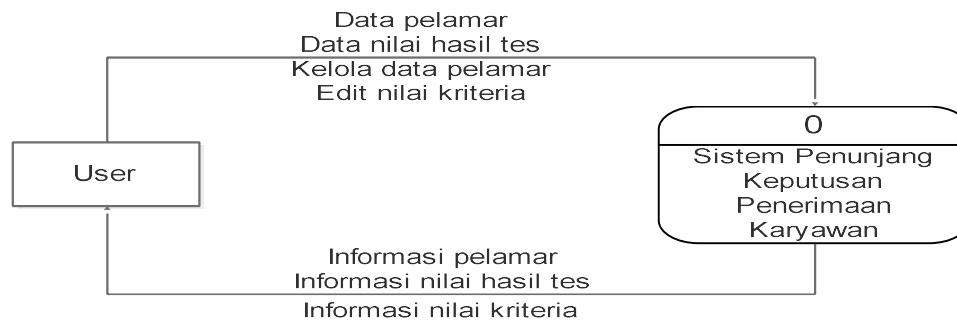 Data pelamar
Data nilai hasil tes
Kelola data pelamar
Edit nilai kriteria
User
0
Sistem Penunjang
Keputusan
Penerimaan
Karyawan
Informasi pelamar
Informasi nilai hasil tes
Informasi nilai kriteria